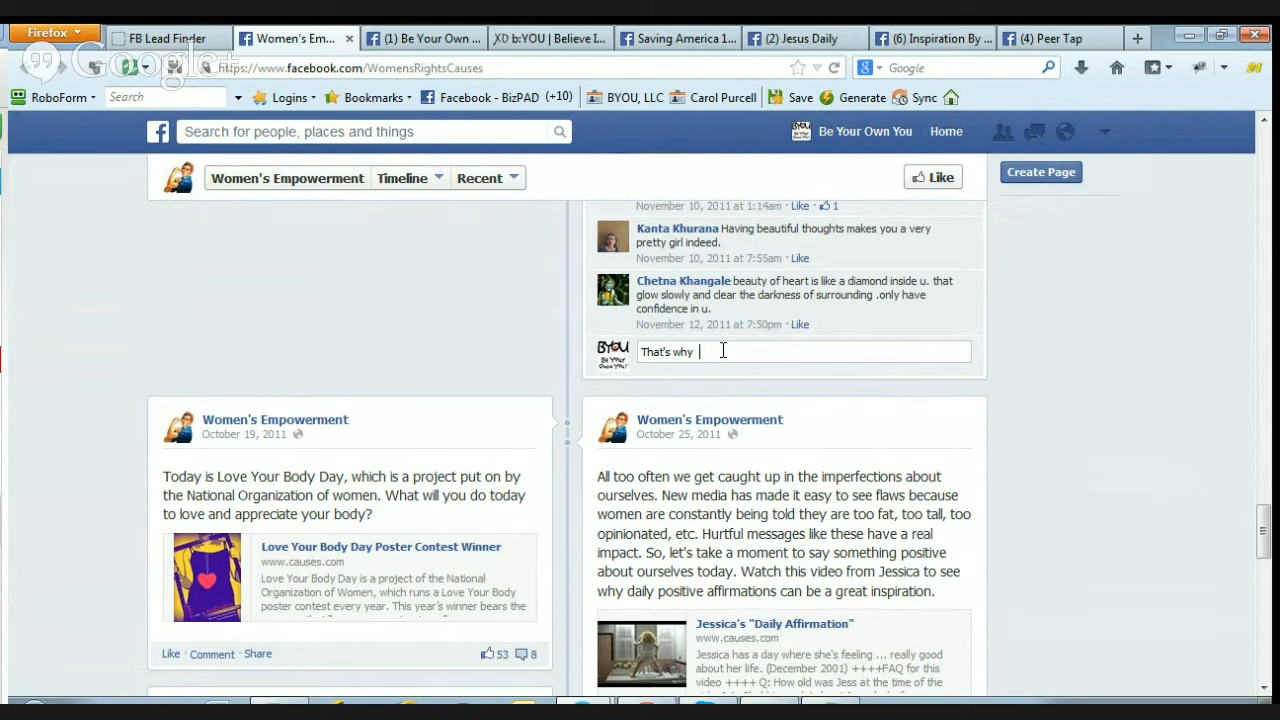 Firefox
FB Lead Finder
Women's Em...
(1) Be Your Own ...
XD b:YOU | Believe I...
Saving America 1...
(2) Jesus Daily
(6) Inspiration By ...
(4) Peer Tap
Google+
https://www.facebook.com/WomensRightsCauses
Google
RoboForm
Search
Logins
Bookmarks
Facebook - BizPAD (+10)
BYOU, LLC
Carol Purcell
Save
Generate
Sync
Search for people, places and things
Be Your Own You
Home
Women's Empowerment
Timeline
Recent
Like
Create Page
November 10, 2011 at 1:14am · Like · 1
Kanta Khurana Having beautiful thoughts makes you a very
pretty girl indeed.
November 10, 2011 at 7:55am · Like
Chetna Khangale beauty of heart is like a diamond inside u. that
glow slowly and clear the darkness of surrounding .only have
confidence in u.
November 12, 2011 at 7:50pm · Like
BYOU
Be Your
Own You!
That's why
Women's Empowerment
October 19, 2011
Today is Love Your Body Day, which is a project put on by
the National Organization of women. What will you do today
to love and appreciate your body?
Love Your Body Day Poster Contest Winner
www.causes.com
Love Your Body Day is a project of the National
Organization of Women, which runs a Love Your Body
poster contest every year. This year's winner bears the
Like · Comment · Share
53
8
Women's Empowerment
October 25, 2011
All too often we get caught up in the imperfections about
ourselves. New media has made it easy to see flaws because
women are constantly being told they are too fat, too tall, too
opinionated, etc. Hurtful messages like these have a real
impact. So, let's take a moment to say something positive
about ourselves today. Watch this video from Jessica to see
why daily positive affirmations can be a great inspiration.
Jessica's "Daily Affirmation"
www.causes.com
Jessica has a day where she's feeling ... really good
about her life. (December 2001) ++++FAQ for this
video ++++ Q: How old was Jess at the time of the